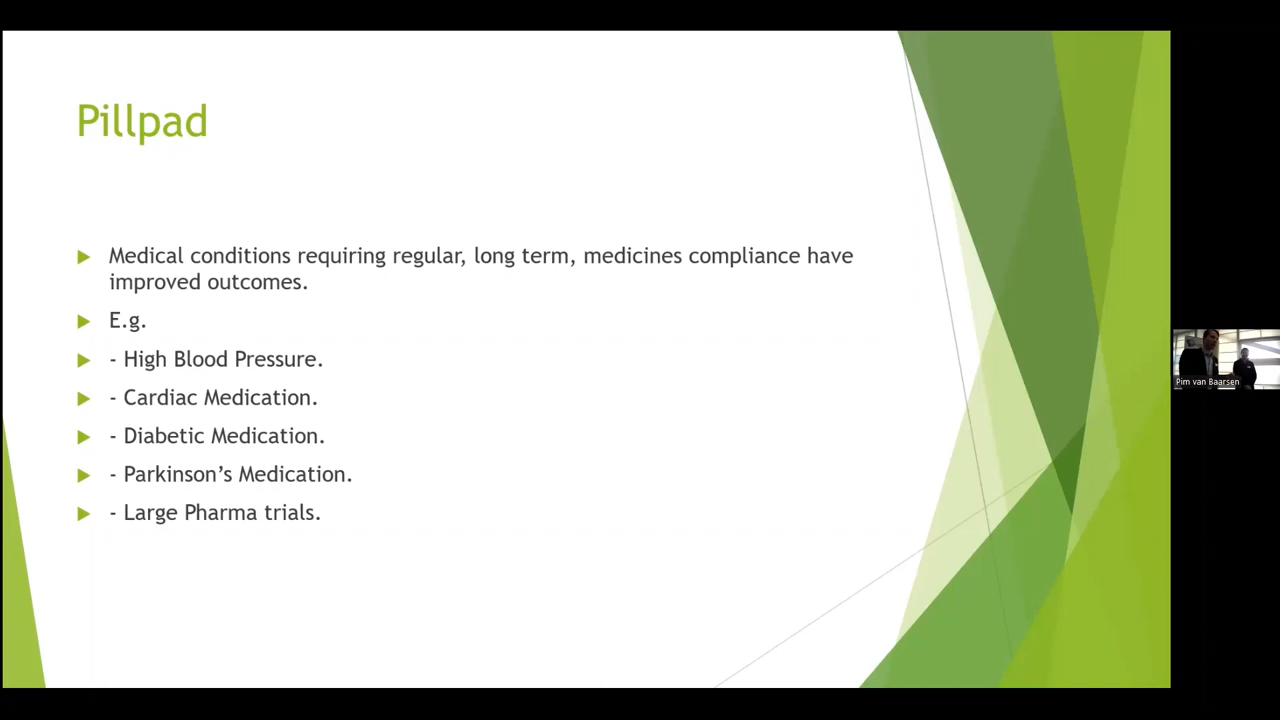 Pillpad
Medical conditions requiring regular, long term, medicines compliance have
improved outcomes.
E.g.
- High Blood Pressure.
- Cardiac Medication.
- Diabetic Medication.
- Parkinson’s Medication.
- Large Pharma trials.
Pim van Baarsen